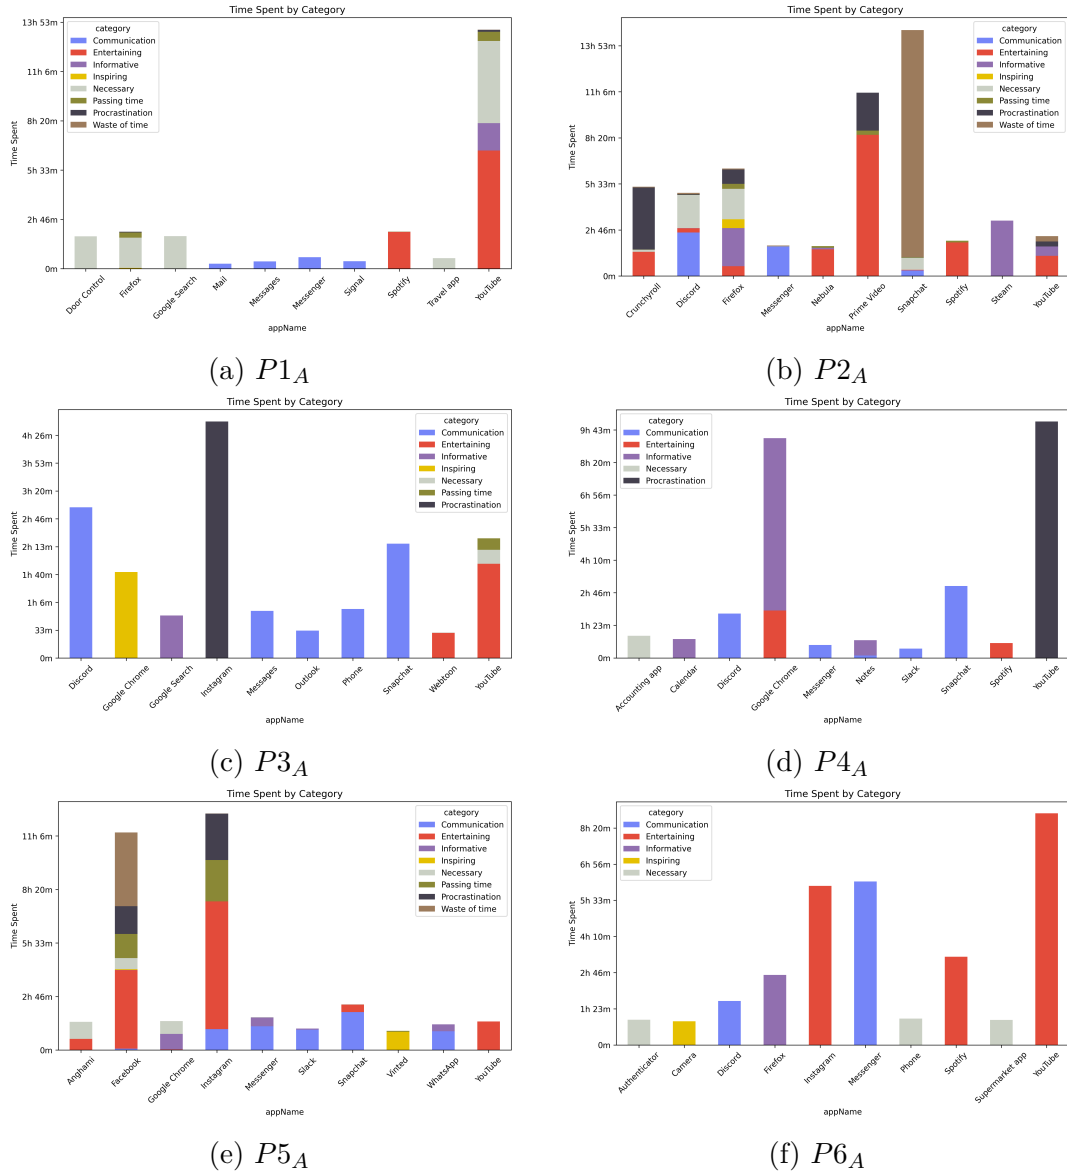 Time Spent by Category
13h 53m
11h 6m
8h 20m
5h 33m
2h 46m
0m
Time Spent
category
Communication
Entertaining
Informative
Inspiring
Necessary
Passing time
Procrastination
Waste of time
Door Control
Firefox
Google Search
Mail
Messages
Messenger
Signal
Spotify
Travel app
YouTube
appName
(a) P1A
Time Spent by Category
13h 53m
11h 6m
8h 20m
5h 33m
2h 46m
0m
Time Spent
category
Communication
Entertaining
Informative
Inspiring
Necessary
Passing time
Procrastination
Waste of time
Crunchyroll
Discord
Firefox
Messenger
Nebula
Prime Video
Snapchat
Spotify
Steam
YouTube
appName
(b) P2A
Time Spent by Category
4h 26m
3h 53m
3h 20m
2h 46m
2h 13m
1h 40m
1h 6m
33m
0m
Time Spent
category
Communication
Entertaining
Informative
Inspiring
Necessary
Passing time
Procrastination
Discord
Google Chrome
Google Search
Instagram
Messages
Outlook
Phone
Snapchat
Webtoon
YouTube
appName
(c) P3A
Time Spent by Category
9h 43m
8h 20m
6h 56m
5h 33m
4h 10m
2h 46m
1h 23m
0m
Time Spent
category
Communication
Entertaining
Informative
Necessary
Procrastination
Accounting app
Calendar
Discord
Google Chrome
Messenger
Notes
Slack
Snapchat
Spotify
YouTube
appName
(d) P4A
Time Spent by Category
11h 6m
8h 20m
5h 33m
2h 46m
0m
Time Spent
category
Communication
Entertaining
Informative
Inspiring
Necessary
Passing time
Procrastination
Waste of time
Anghami
Facebook
Google Chrome
Instagram
Messenger
Slack
Snapchat
Vinted
WhatsApp
YouTube
appName
(e) P5A
Time Spent by Category
8h 20m
6h 56m
5h 33m
4h 10m
2h 46m
1h 23m
0m
Time Spent
category
Communication
Entertaining
Informative
Inspiring
Necessary
Authenticator
Camera
Discord
Firefox
Instagram
Messenger
Phone
Spotify
Supermarket app
YouTube
appName
(f) P6A